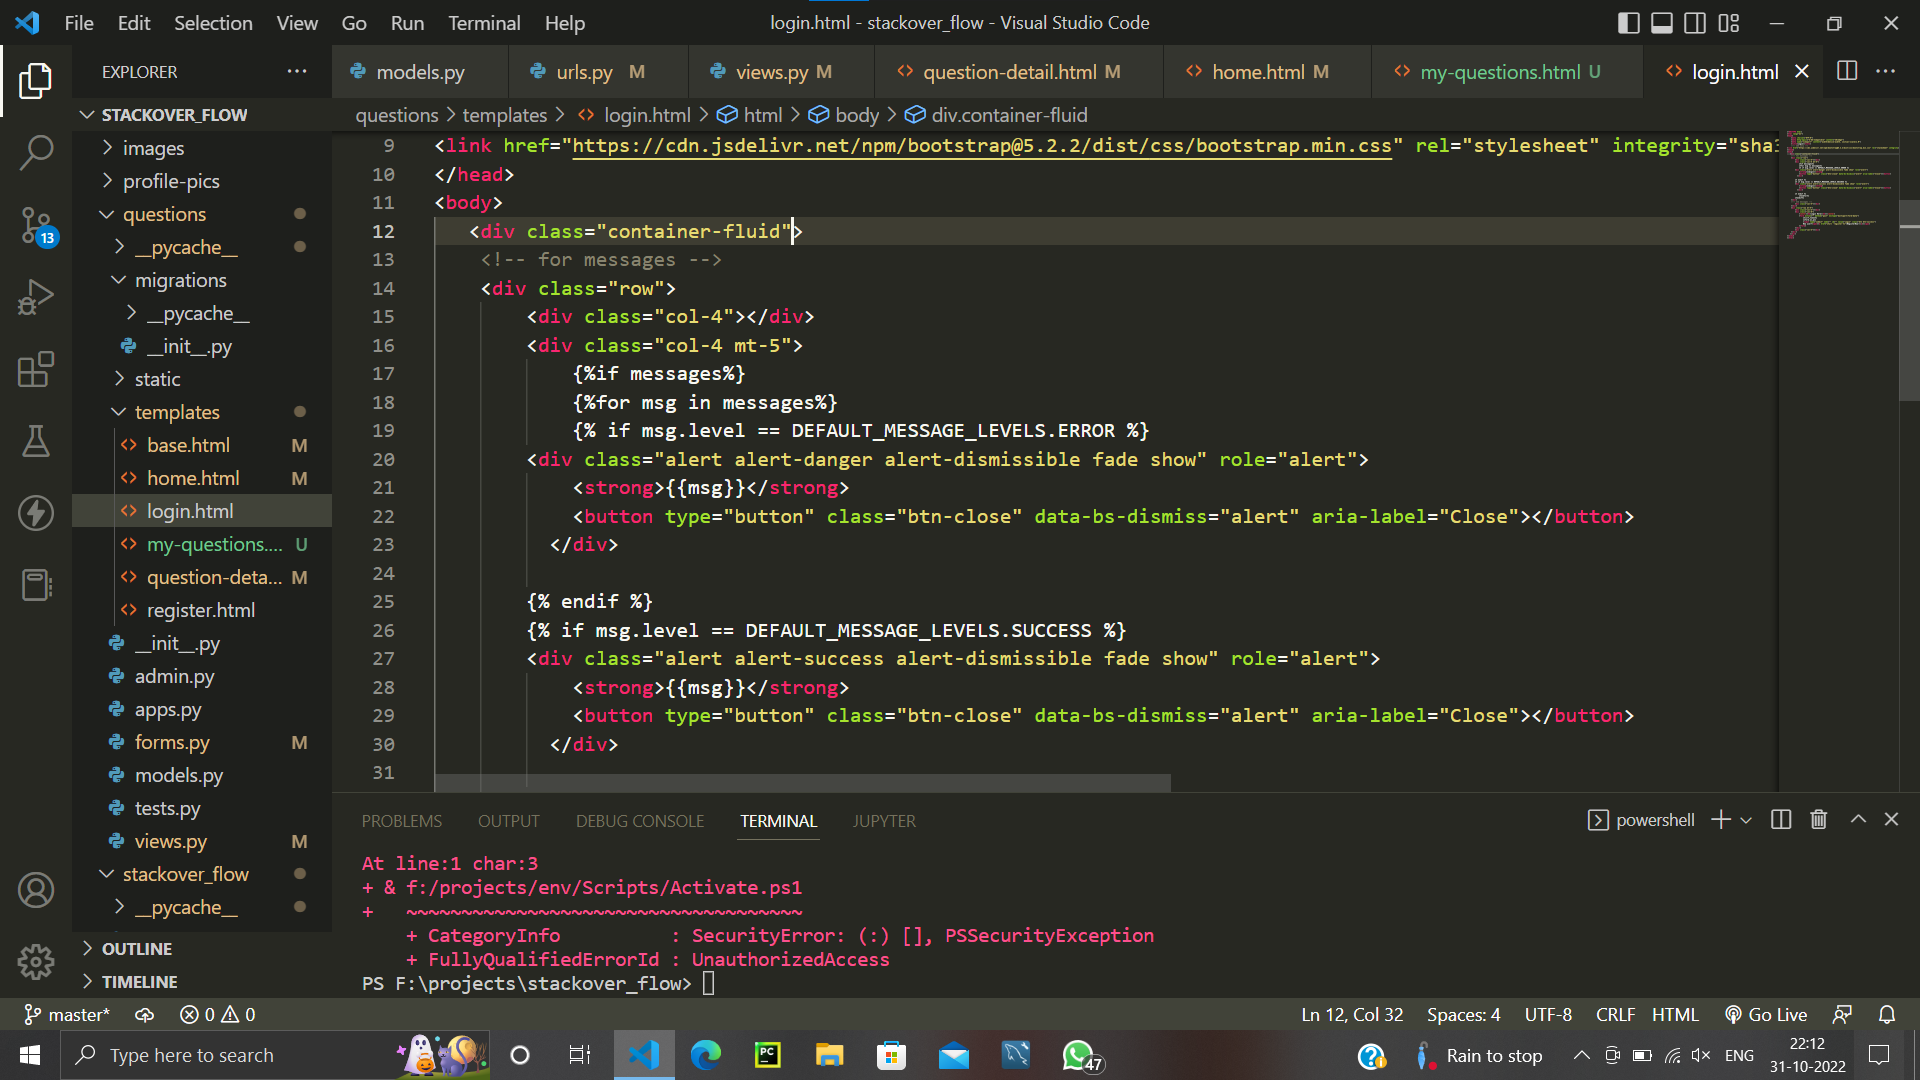 File Edit Selection View Go Run Terminal Help
login.html - stackover_flow - Visual Studio Code
EXPLORER
models.py
urls.py M
views.py M
question-detail.html M
home.html M
my-questions.html U
login.html
STACKOVER_FLOW
questions > templates > login.html > html > body > div.container-fluid
images
profile-pics
questions
__pycache__
migrations
__pycache__
__init__.py
static
templates
base.html M
home.html M
login.html
my-questions.... U
question-deta... M
register.html
__init__.py
admin.py
apps.py
forms.py M
models.py
tests.py
views.py M
stackover_flow
__pycache__
OUTLINE
TIMELINE
13
9 <link href="https://cdn.jsdelivr.net/npm/bootstrap@5.2.2/dist/css/bootstrap.min.css" rel="stylesheet" integrity="sha3
10 </head>
11 <body>
12 <div class="container-fluid">
13 <!-- for messages -->
14 <div class="row">
15 <div class="col-4"></div>
16 <div class="col-4 mt-5">
17 {%if messages%}
18 {%for msg in messages%}
19 {% if msg.level == DEFAULT_MESSAGE_LEVELS.ERROR %}
20 <div class="alert alert-danger alert-dismissible fade show" role="alert">
21 <strong>{{msg}}</strong>
22 <button type="button" class="btn-close" data-bs-dismiss="alert" aria-label="Close"></button>
23 </div>
24
25 {% endif %}
26 {% if msg.level == DEFAULT_MESSAGE_LEVELS.SUCCESS %}
27 <div class="alert alert-success alert-dismissible fade show" role="alert">
28 <strong>{{msg}}</strong>
29 <button type="button" class="btn-close" data-bs-dismiss="alert" aria-label="Close"></button>
30 </div>
31
PROBLEMS OUTPUT DEBUG CONSOLE TERMINAL JUPYTER
powershell
At line:1 char:3
+ & f:/projects/env/Scripts/Activate.ps1
+   ~~~~~~~~~~~~~~~~~~~~~~~~~~~~~~~~~~~~
+ CategoryInfo          : SecurityError: (:) [], PSSecurityException
+ FullyQualifiedErrorId : UnauthorizedAccess
PS F:\projects\stackover_flow>
master* 0 0
Ln 12, Col 32 Spaces: 4 UTF-8 CRLF HTML Go Live
Type here to search
PC
47
Rain to stop
ENG
22:12
31-10-2022